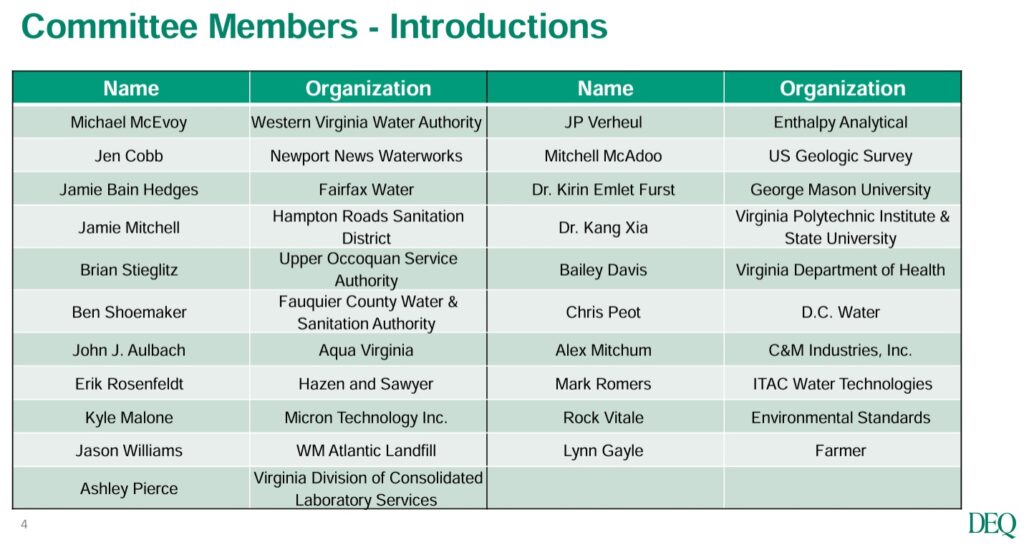 Committee Members - Introductions
Name Organization Name Organization
Michael McEvoy Western Virginia Water Authority JP Verheul Enthalpy Analytical
Jen Cobb Newport News Waterworks Mitchell McAdoo US Geologic Survey
Jamie Bain Hedges Fairfax Water Dr. Kirin Emlet Furst George Mason University
Jamie Mitchell Hampton Roads Sanitation
District Dr. Kang Xia Virginia Polytechnic Institute &
State University
Brian Stieglitz Upper Occoquan Service
Authority Bailey Davis Virginia Department of Health
Ben Shoemaker Fauquier County Water &
Sanitation Authority Chris Peot D.C. Water
John J. Aulbach Aqua Virginia Alex Mitchum C&M Industries, Inc.
Erik Rosenfeldt Hazen and Sawyer Mark Romers ITAC Water Technologies
Kyle Malone Micron Technology Inc. Rock Vitale Environmental Standards
Jason Williams WM Atlantic Landfill Lynn Gayle Farmer
Ashley Pierce Virginia Division of Consolidated
Laboratory Services
4
DEQ